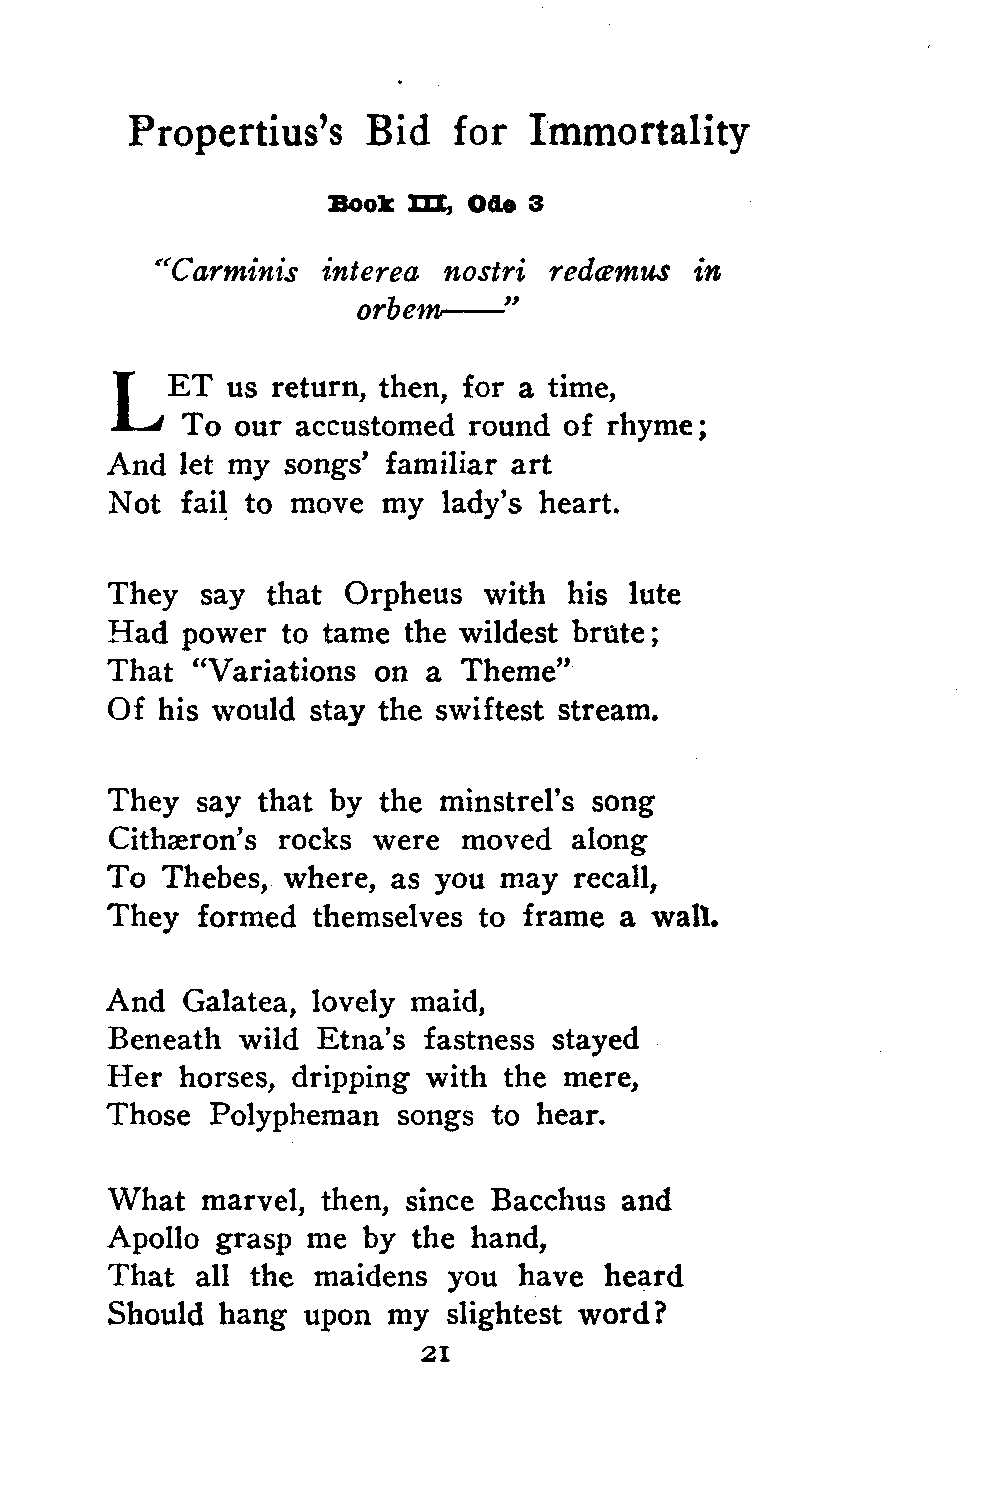 Propertius's Bid for Immortality
Book III, Ode 3
"Carminis interea nostri redæmus in
orbem——"
LET us return, then, for a time,
To our accustomed round of rhyme;
And let my songs' familiar art
Not fail to move my lady's heart.
They say that Orpheus with his lute
Had power to tame the wildest brute;
That "Variations on a Theme"
Of his would stay the swiftest stream.
They say that by the minstrel's song
Cithæron's rocks were moved along
To Thebes, where, as you may recall,
They formed themselves to frame a wall.
And Galatea, lovely maid,
Beneath wild Etna's fastness stayed
Her horses, dripping with the mere,
Those Polypheman songs to hear.
What marvel, then, since Bacchus and
Apollo grasp me by the hand,
That all the maidens you have heard
Should hang upon my slightest word?
21